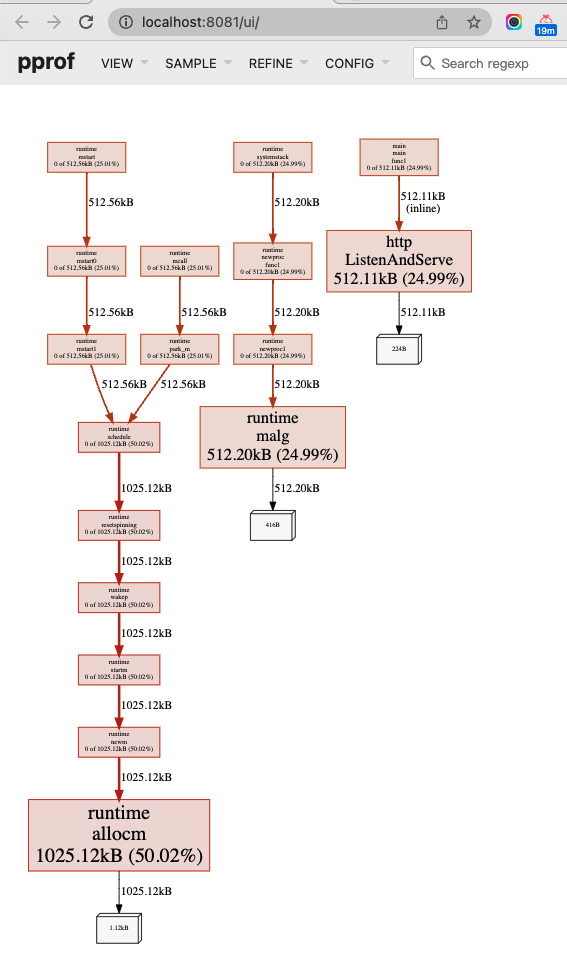 localhost:8081/ui/
19m
pprof
VIEW
SAMPLE
REFINE
CONFIG
Search regexp
runtime
mstart
0 of 512.56kB (25.01%)
runtime
systemstack
0 of 512.20kB (24.99%)
main
main
func1
0 of 512.11kB (24.99%)
512.56kB
512.20kB
512.11kB
(inline)
runtime
mstart0
0 of 512.56kB (25.01%)
runtime
mcall
0 of 512.56kB (25.01%)
runtime
newproc
func1
0 of 512.20kB (24.99%)
http
ListenAndServe
512.11kB (24.99%)
512.56kB
512.56kB
512.20kB
512.11kB
runtime
mstart1
0 of 512.56kB (25.01%)
runtime
park_m
0 of 512.56kB (25.01%)
runtime
newproc1
0 of 512.20kB (24.99%)
224B
512.56kB
512.56kB
512.20kB
runtime
schedule
0 of 1025.12kB (50.02%)
runtime
malg
512.20kB (24.99%)
1025.12kB
512.20kB
runtime
resetspinning
0 of 1025.12kB (50.02%)
416B
1025.12kB
runtime
wakep
0 of 1025.12kB (50.02%)
1025.12kB
runtime
startm
0 of 1025.12kB (50.02%)
1025.12kB
runtime
newm
0 of 1025.12kB (50.02%)
1025.12kB
runtime
allocm
1025.12kB (50.02%)
1025.12kB
1.12kB